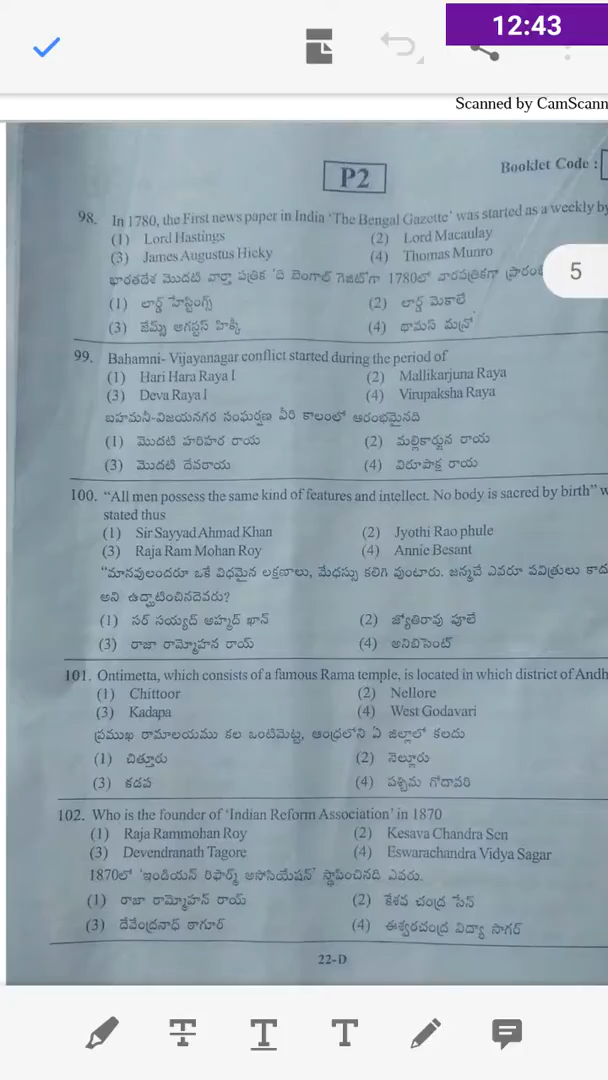 12:43
Scanned by CamScann
P2
Booklet Code :
5
98. In 1780, the First news paper in India 'The Bengal Gazette' was started as a weekly by
(1) Lord Hastings (2) Lord Macaulay
(3) James Augustus Hicky (4) Thomas Munro
భారతదేశ మొదటి వార్తా పత్రిక 'ది బెంగాల్ గెజిట్'గా 1780లో వారపత్రికగా
(1) లార్డ్ హేస్టింగ్స్ (2) లార్డ్ మెకాలే
(3) జేమ్స్ అగస్టస్ హిక్కీ (4) థామస్ మన్రో
99. Bahamni- Vijayanagar conflict started during the period of
(1) Hari Hara Raya I (2) Mallikarjuna Raya
(3) Deva Raya I (4) Virupaksha Raya
బహమనీ-విజయనగర సంఘర్షణ వీరి కాలంలో ఆరంభమైనది
(1) మొదటి హరిహర రాయ (2) మల్లికార్జున రాయ
(3) మొదటి దేవరాయ (4) విరూపాక్ష రాయ
100. "All men possess the same kind of features and intellect. No body is sacred by birth" w
stated thus
(1) Sir Sayyad Ahmad Khan (2) Jyothi Rao phule
(3) Raja Ram Mohan Roy (4) Annie Besant
"మానవులందరూ ఒకే విధమైన లక్షణాలు, మేధస్సు కలిగి వుంటారు. జన్మచే ఎవరూ పవిత్రులు కాదు
అని ఉద్ఘాటించినదెవరు?
(1) సర్ సయ్యద్ అహ్మద్ ఖాన్ (2) జ్యోతిరావు పూలే
(3) రాజా రామ్మోహన రాయ్ (4) అనిబిసెంట్
101. Ontimetta, which consists of a famous Rama temple, is located in which district of Andh
(1) Chittoor (2) Nellore
(3) Kadapa (4) West Godavari
ప్రముఖ రామాలయము కల ఒంటిమెట్ట, ఆంధ్రలోని ఏ జిల్లాలో కలదు
(1) చిత్తూరు (2) నెల్లూరు
(3) కడప (4) పశ్చిమ గోదావరి
102. Who is the founder of 'Indian Reform Association' in 1870
(1) Raja Rammohan Roy (2) Kesava Chandra Sen
(3) Devendranath Tagore (4) Eswarachandra Vidya Sagar
1870లో 'ఇండియన్ రిఫార్మ్ అసోసియేషన్' స్థాపించినది ఎవరు.
(1) రాజా రామ్మోహన్ రాయ్ (2) కేశవ చంద్ర సేన్
(3) దేవేంద్రనాథ్ ఠాగూర్ (4) ఈశ్వరచంద్ర విద్యా సాగర్
22-D